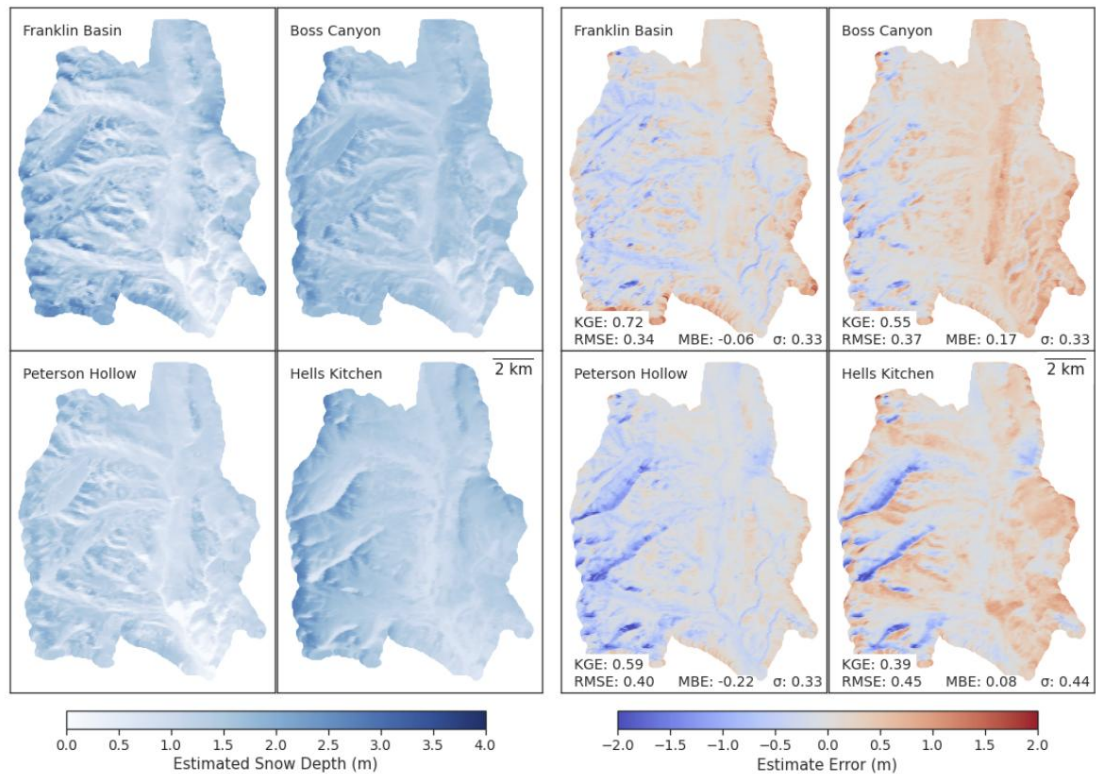 Franklin Basin
Boss Canyon
Franklin Basin
Boss Canyon
KGE: 0.72
RMSE: 0.34 MBE: -0.06 σ: 0.33
KGE: 0.55
RMSE: 0.37 MBE: 0.17 σ: 0.33
Peterson Hollow
Hells Kitchen
2 km
Peterson Hollow
Hells Kitchen
2 km
KGE: 0.59
RMSE: 0.40 MBE: -0.22 σ: 0.33
KGE: 0.39
RMSE: 0.45 MBE: 0.08 σ: 0.44
0.0 0.5 1.0 1.5 2.0 2.5 3.0 3.5 4.0
Estimated Snow Depth (m)
−2.0 −1.5 −1.0 −0.5 0.0 0.5 1.0 1.5 2.0
Estimate Error (m)